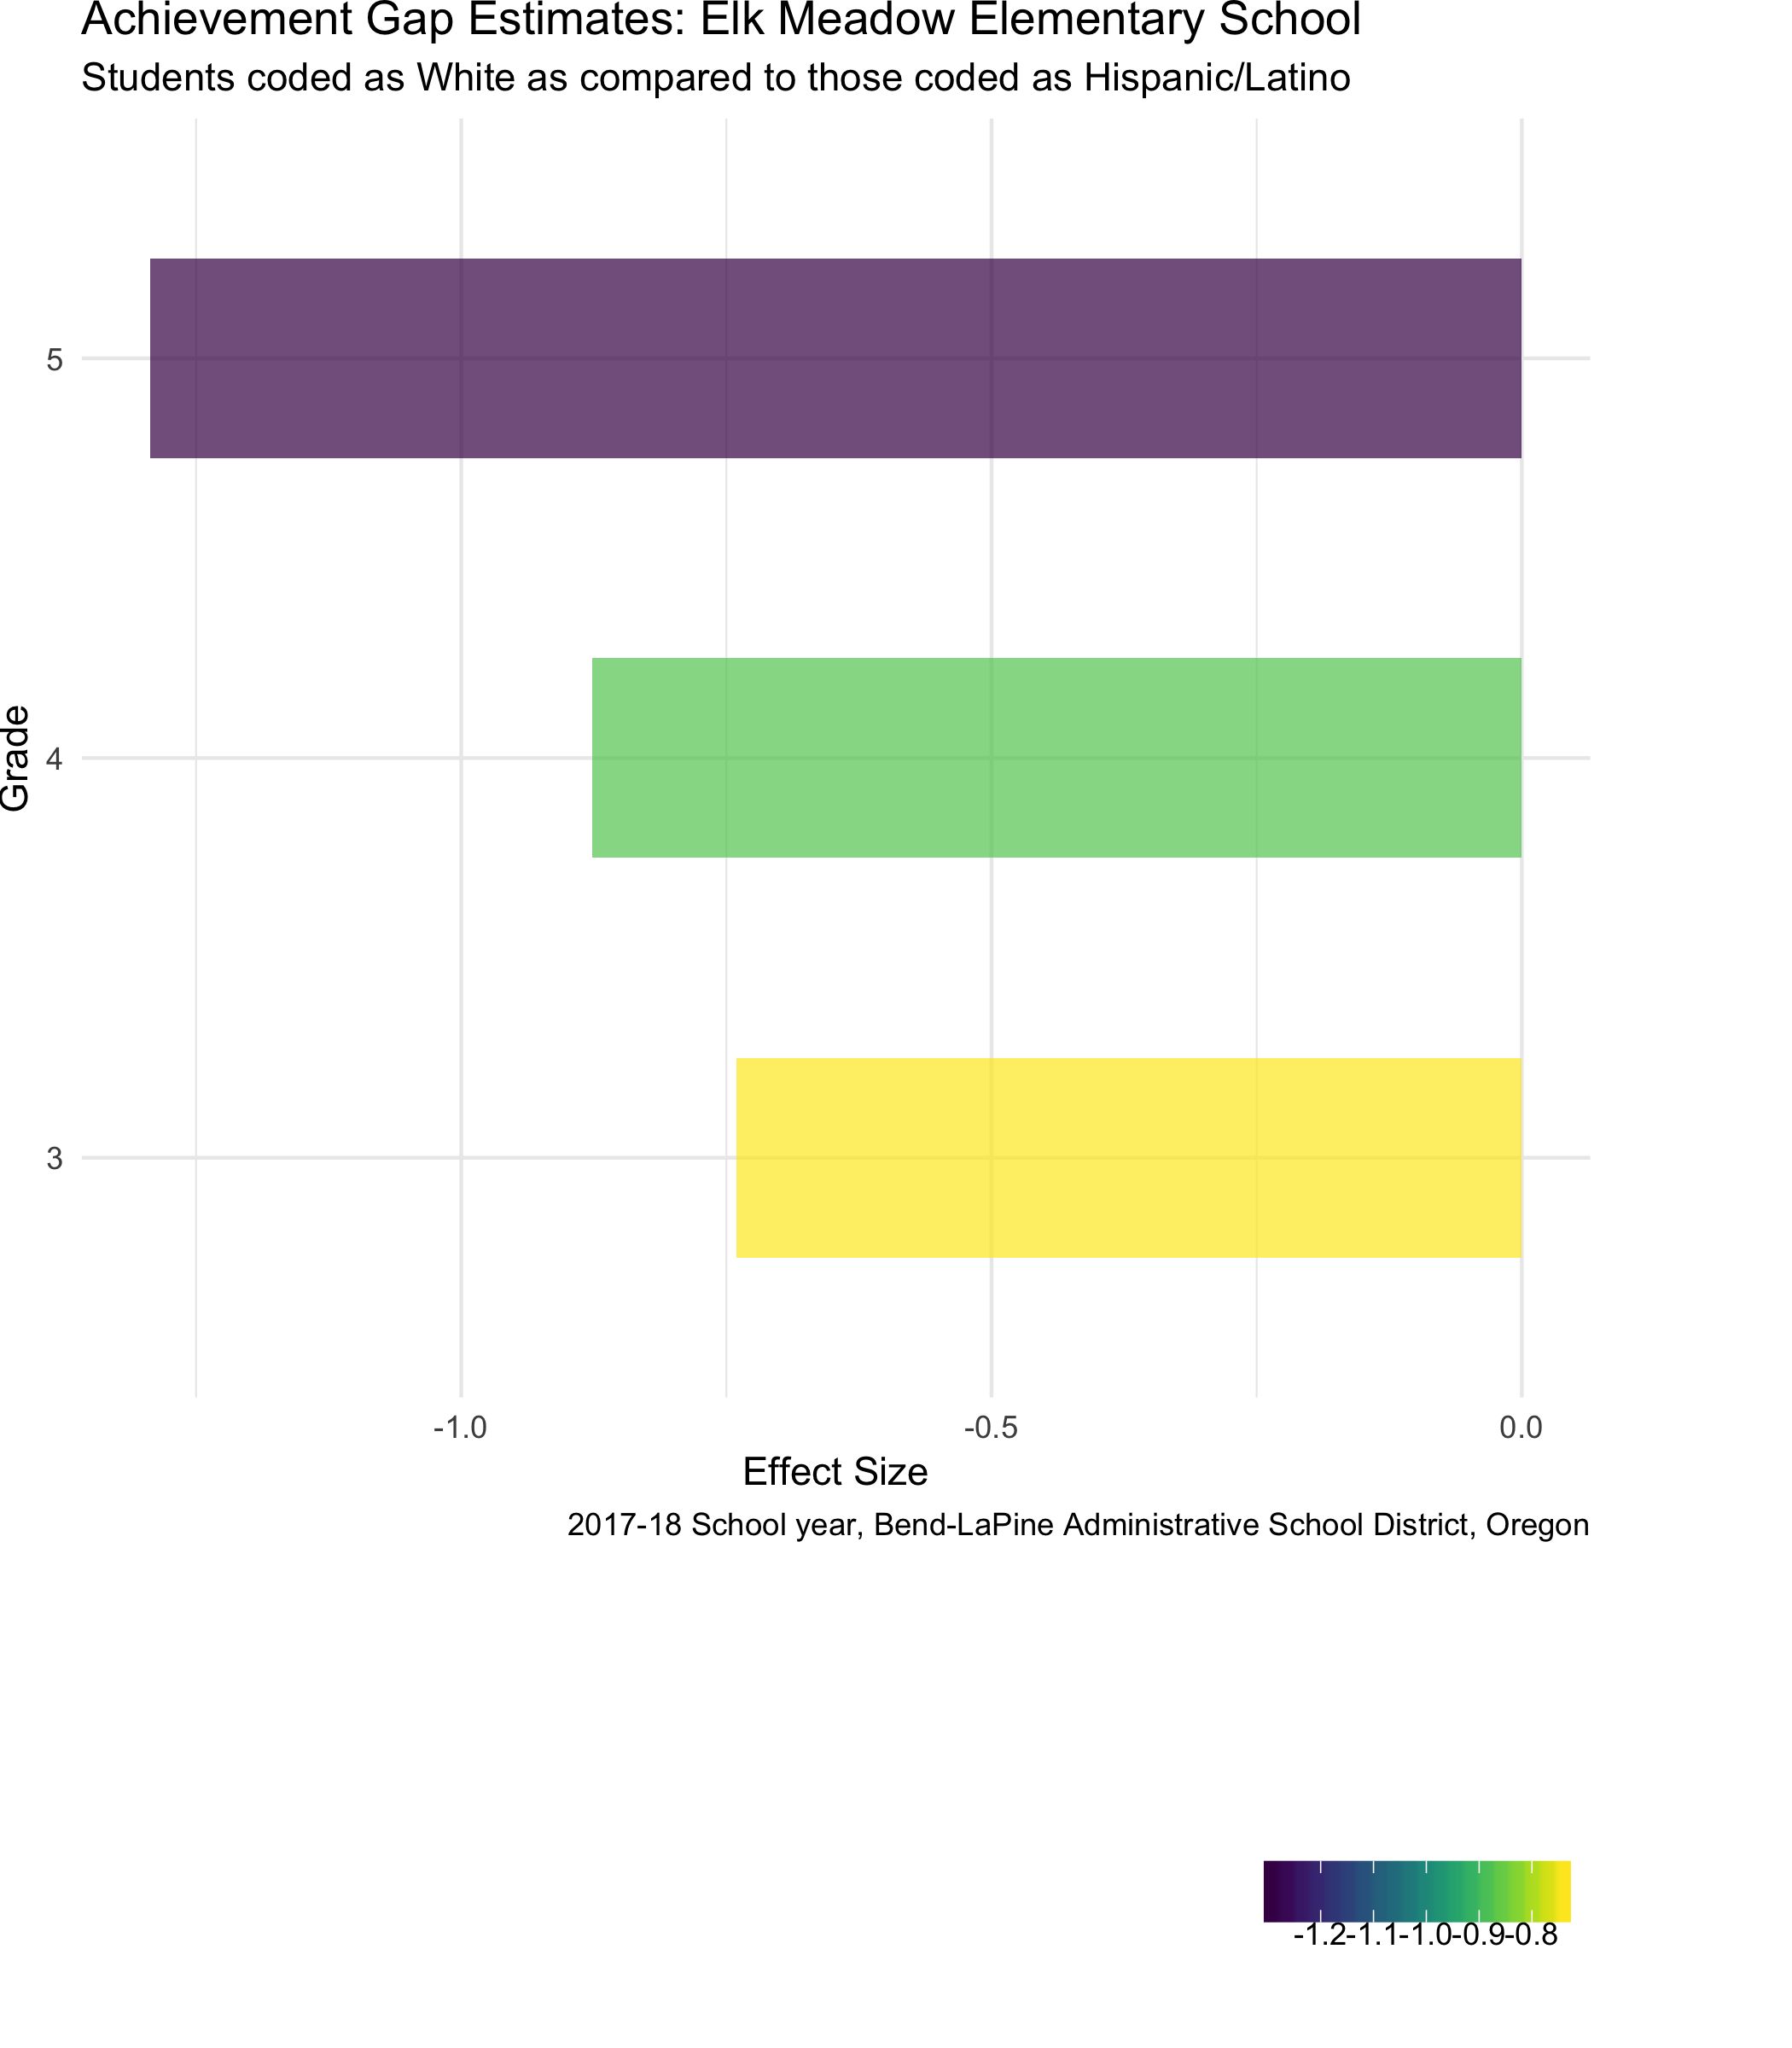 Achievement Gap Estimates: Elk Meadow Elementary School
Students coded as White as compared to those coded as Hispanic/Latino
5
4
3
Grade
-1.0 -0.5 0.0
Effect Size
2017-18 School year, Bend-LaPine Administrative School District, Oregon
-1.2 -1.1 -1.0 -0.9 -0.8